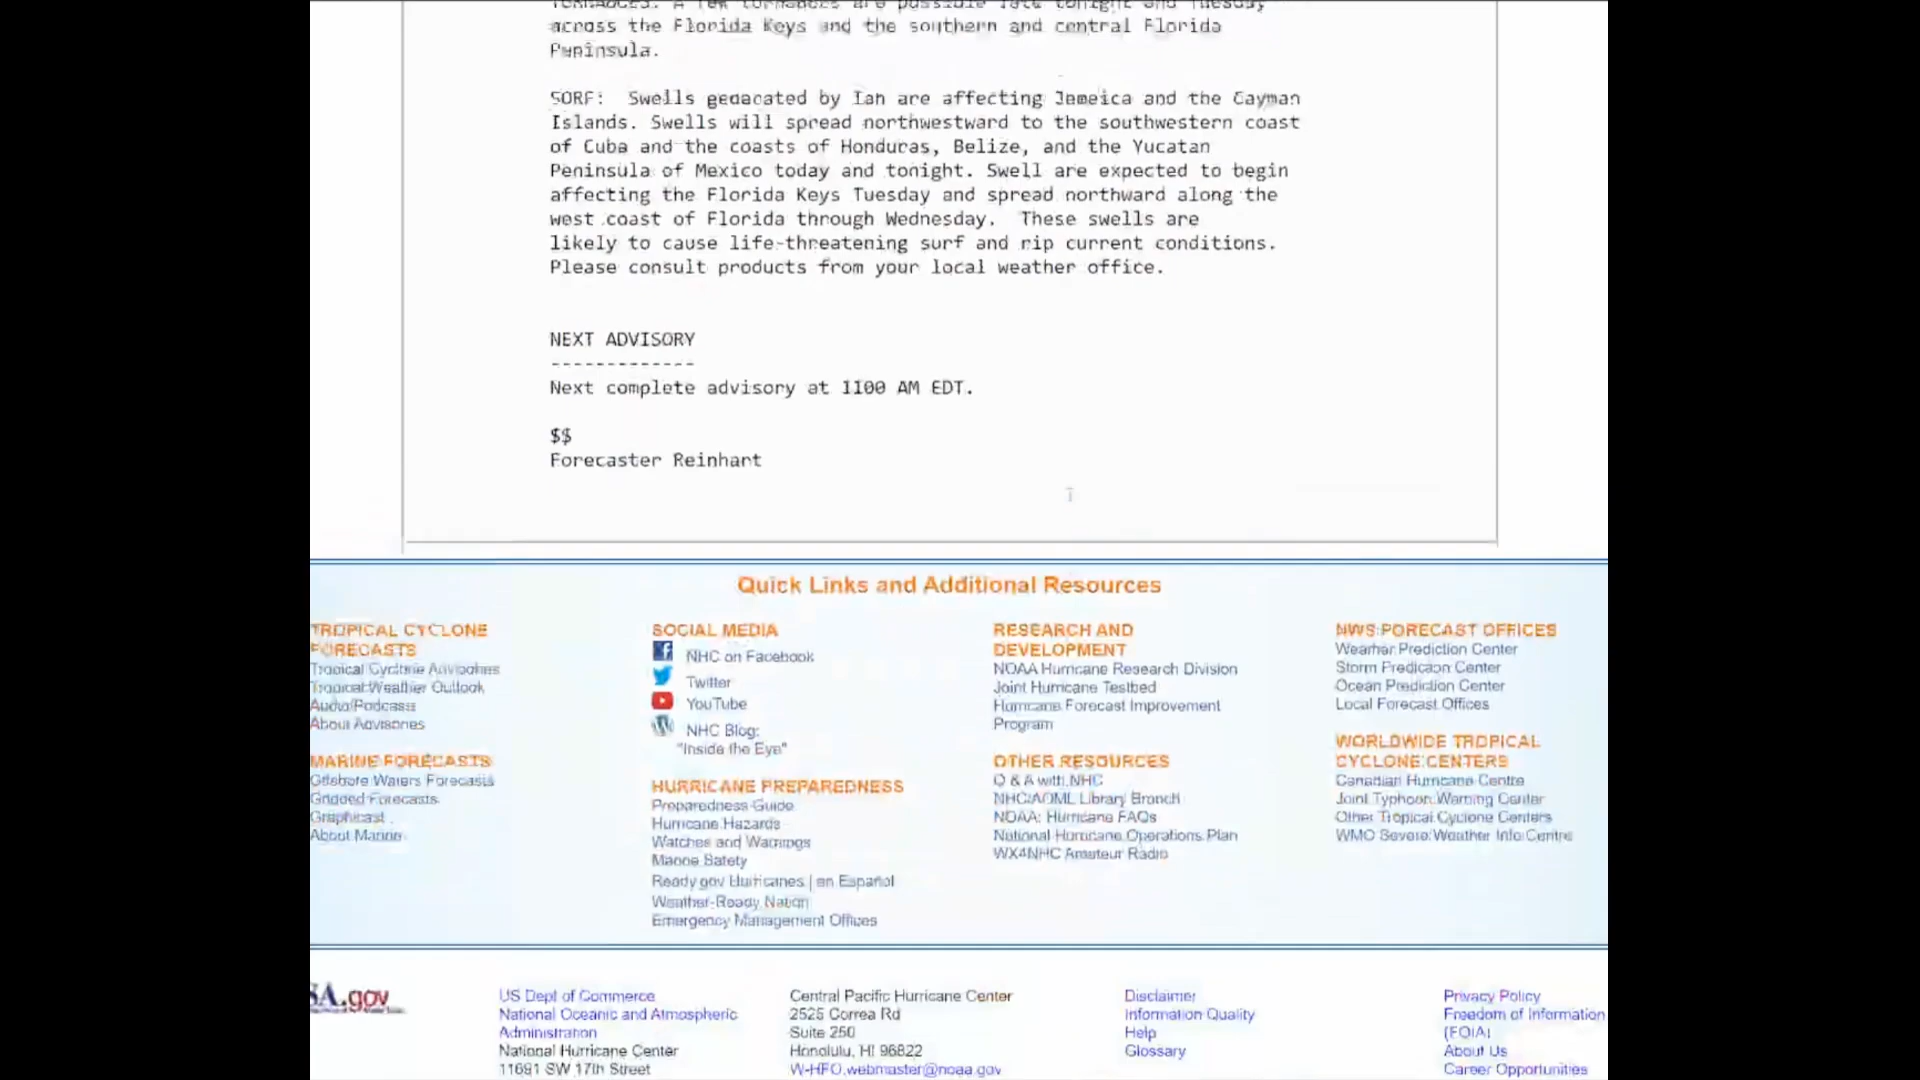 TORNADOES: A few tornadoes are possible late tonight and Tuesday
across the Florida Keys and the southern and central Florida
Peninsula.
SURF: Swells generated by Ian are affecting Jamaica and the Cayman
Islands. Swells will spread northwestward to the southwestern coast
of Cuba and the coasts of Honduras, Belize, and the Yucatan
Peninsula of Mexico today and tonight. Swell are expected to begin
affecting the Florida Keys Tuesday and spread northward along the
west coast of Florida through Wednesday. These swells are
likely to cause life-threatening surf and rip current conditions.
Please consult products from your local weather office.
NEXT ADVISORY
-------------
Next complete advisory at 1100 AM EDT.
$$
Forecaster Reinhart
Quick Links and Additional Resources
TROPICAL CYCLONE
FORECASTS
Tropical Cyclone Advisories
Tropical Weather Outlook
Audio/Podcasts
About Advisories
MARINE FORECASTS
Offshore Waters Forecasts
Gridded Forecasts
Graphicast
About Marine
SOCIAL MEDIA
NHC on Facebook
Twitter
YouTube
NHC Blog:
"Inside the Eye"
HURRICANE PREPAREDNESS
Preparedness Guide
Hurricane Hazards
Watches and Warnings
Marine Safety
Ready.gov Hurricanes | en Español
Weather-Ready Nation
Emergency Management Offices
RESEARCH AND
DEVELOPMENT
NOAA Hurricane Research Division
Joint Hurricane Testbed
Hurricane Forecast Improvement
Program
OTHER RESOURCES
Q & A with NHC
NHC/AOML Library Branch
NOAA: Hurricane FAQs
National Hurricane Operations Plan
WX4NHC Amateur Radio
NWS FORECAST OFFICES
Weather Prediction Center
Storm Prediction Center
Ocean Prediction Center
Local Forecast Offices
WORLDWIDE TROPICAL
CYCLONE CENTERS
Canadian Hurricane Centre
Joint Typhoon Warning Center
Other Tropical Cyclone Centers
WMO Severe Weather Info Centre
SA.gov
US Dept of Commerce
National Oceanic and Atmospheric
Administration
National Hurricane Center
11691 SW 17th Street
Central Pacific Hurricane Center
2525 Correa Rd
Suite 250
Honolulu, HI 96822
W-HFO.webmaster@noaa.gov
Disclaimer
Information Quality
Help
Glossary
Privacy Policy
Freedom of Information
(FOIA)
About Us
Career Opportunities